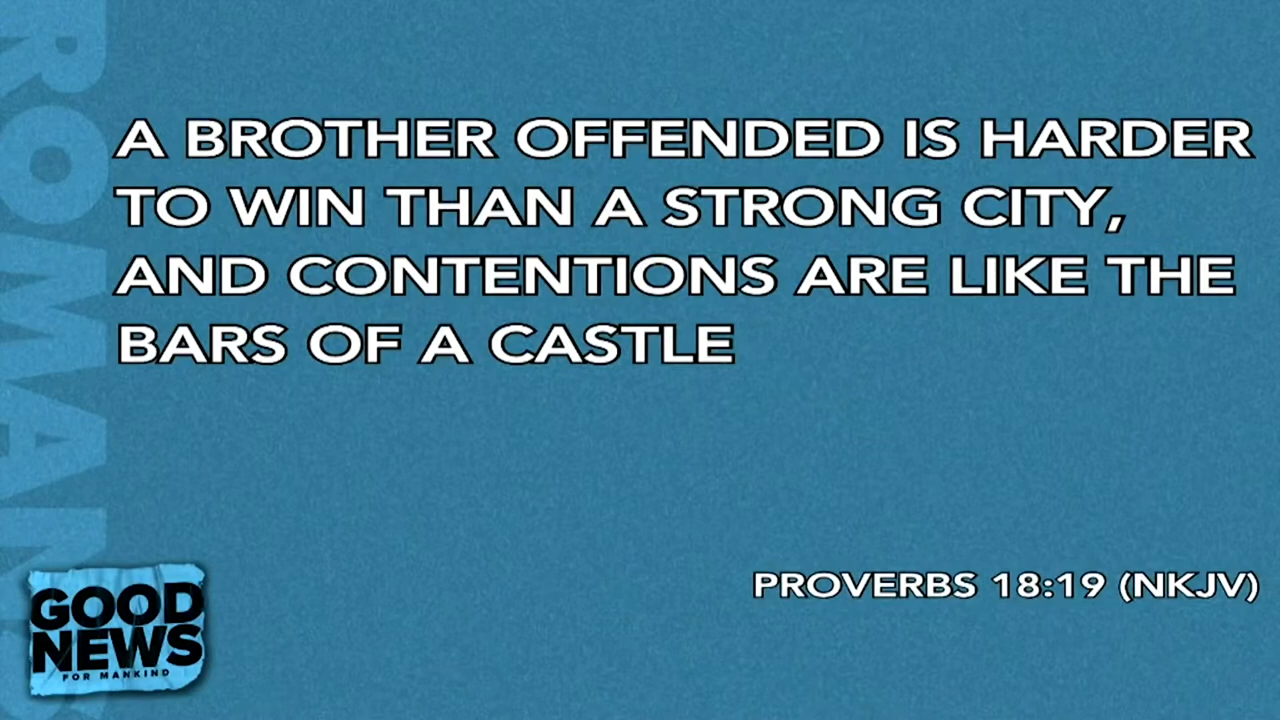 ROMANS
A BROTHER OFFENDED IS HARDER
TO WIN THAN A STRONG CITY,
AND CONTENTIONS ARE LIKE THE
BARS OF A CASTLE
PROVERBS 18:19 (NKJV)
GOOD
NEWS
FOR MANKIND